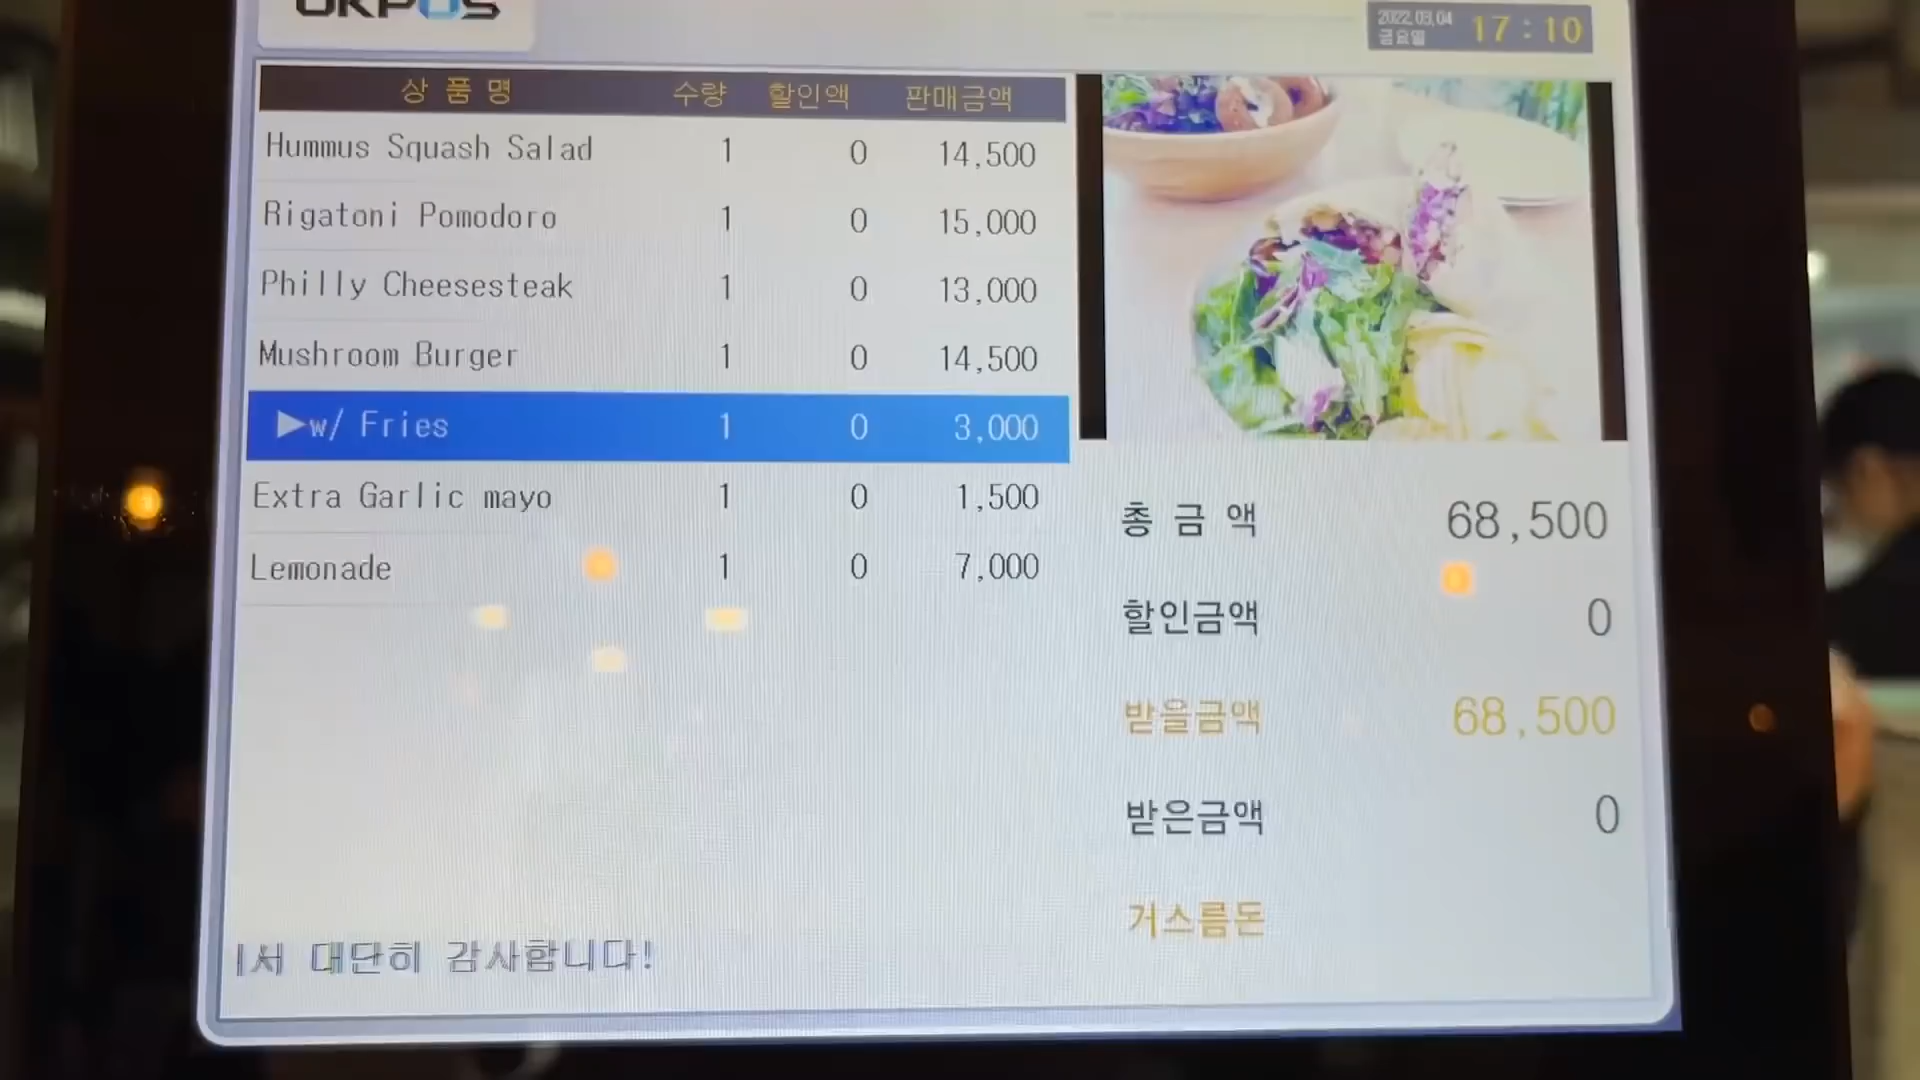 OKPOS
2022.03.04
금요일
17:10
상 품 명 수량 할인액 판매금액
Hummus Squash Salad 1 0 14,500
Rigatoni Pomodoro 1 0 15,000
Philly Cheesesteak 1 0 13,000
Mushroom Burger 1 0 14,500
▶w/ Fries 1 0 3,000
Extra Garlic mayo 1 0 1,500
Lemonade 1 0 7,000
총 금 액 68,500
할인금액 0
받을금액 68,500
받은금액 0
거스름돈
서 대단히 감사합니다!